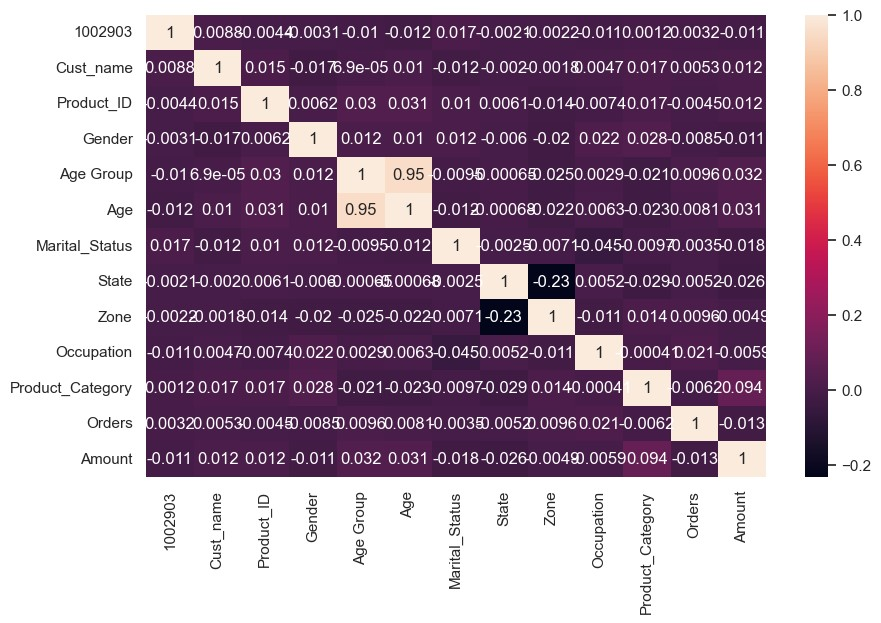 1002903 1 0.0088 -0.0044 -0.0031 -0.01 -0.012 0.017 -0.0021 -0.0022 -0.011 0.0012 0.0032 -0.011
Cust_name 0.0088 1 0.015 -0.017 6.9e-05 0.01 -0.012 -0.002 -0.0018 0.0047 0.017 0.0053 0.012
Product_ID -0.0044 0.015 1 0.0062 0.03 0.031 0.01 0.0061 -0.014 -0.0074 0.017 -0.0045 0.012
Gender -0.0031 -0.017 0.0062 1 0.012 0.01 0.012 -0.006 -0.02 0.022 0.028 -0.0085 -0.011
Age Group -0.01 6.9e-05 0.03 0.012 1 0.95 -0.0095 -0.00065 -0.025 0.0029 -0.021 0.0096 0.032
Age -0.012 0.01 0.031 0.01 0.95 1 -0.012 -0.00068 -0.022 0.0063 -0.023 0.0081 0.031
Marital_Status 0.017 -0.012 0.01 0.012 -0.0095 -0.012 1 -0.0025 -0.0071 -0.045 -0.0097 -0.0035 -0.018
State -0.0021 -0.002 0.0061 -0.006 -0.00065 -0.00068 -0.0025 1 -0.23 0.0052 -0.029 -0.0052 -0.026
Zone -0.0022 -0.0018 -0.014 -0.02 -0.025 -0.022 -0.0071 -0.23 1 -0.011 0.014 0.0096 -0.0049
Occupation -0.011 0.0047 -0.0074 0.022 0.0029 0.0063 -0.045 0.0052 -0.011 1 0.021 -0.0059
Product_Category 0.0012 0.017 0.017 0.028 -0.021 -0.023 -0.0097 -0.029 0.014 1 -0.0062 0.094
Orders 0.0032 0.0053 -0.0045 -0.0085 0.0096 0.0081 -0.0035 -0.0052 0.0096 0.021 -0.0062 1 -0.013
Amount -0.011 0.012 0.012 -0.011 0.032 0.031 -0.018 -0.026 -0.0049 -0.0059 0.094 -0.013 1
1002903
Cust_name
Product_ID
Gender
Age Group
Age
Marital_Status
State
Zone
Occupation
Product_Category
Orders
Amount
1.0
0.8
0.6
0.4
0.2
0.0
−0.2